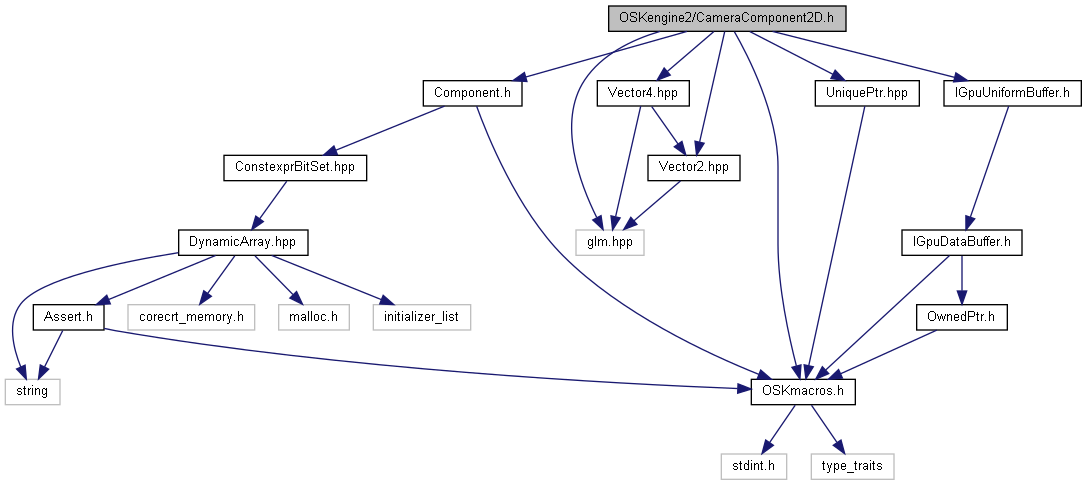 OSKengine2/CameraComponent2D.h
Component.h
Vector4.hpp
UniquePtr.hpp
IGpuUniformBuffer.h
ConstexprBitSet.hpp
Vector2.hpp
DynamicArray.hpp
glm.hpp
IGpuDataBuffer.h
Assert.h
corecrt_memory.h
malloc.h
initializer_list
OwnedPtr.h
string
OSKmacros.h
stdint.h
type_traits